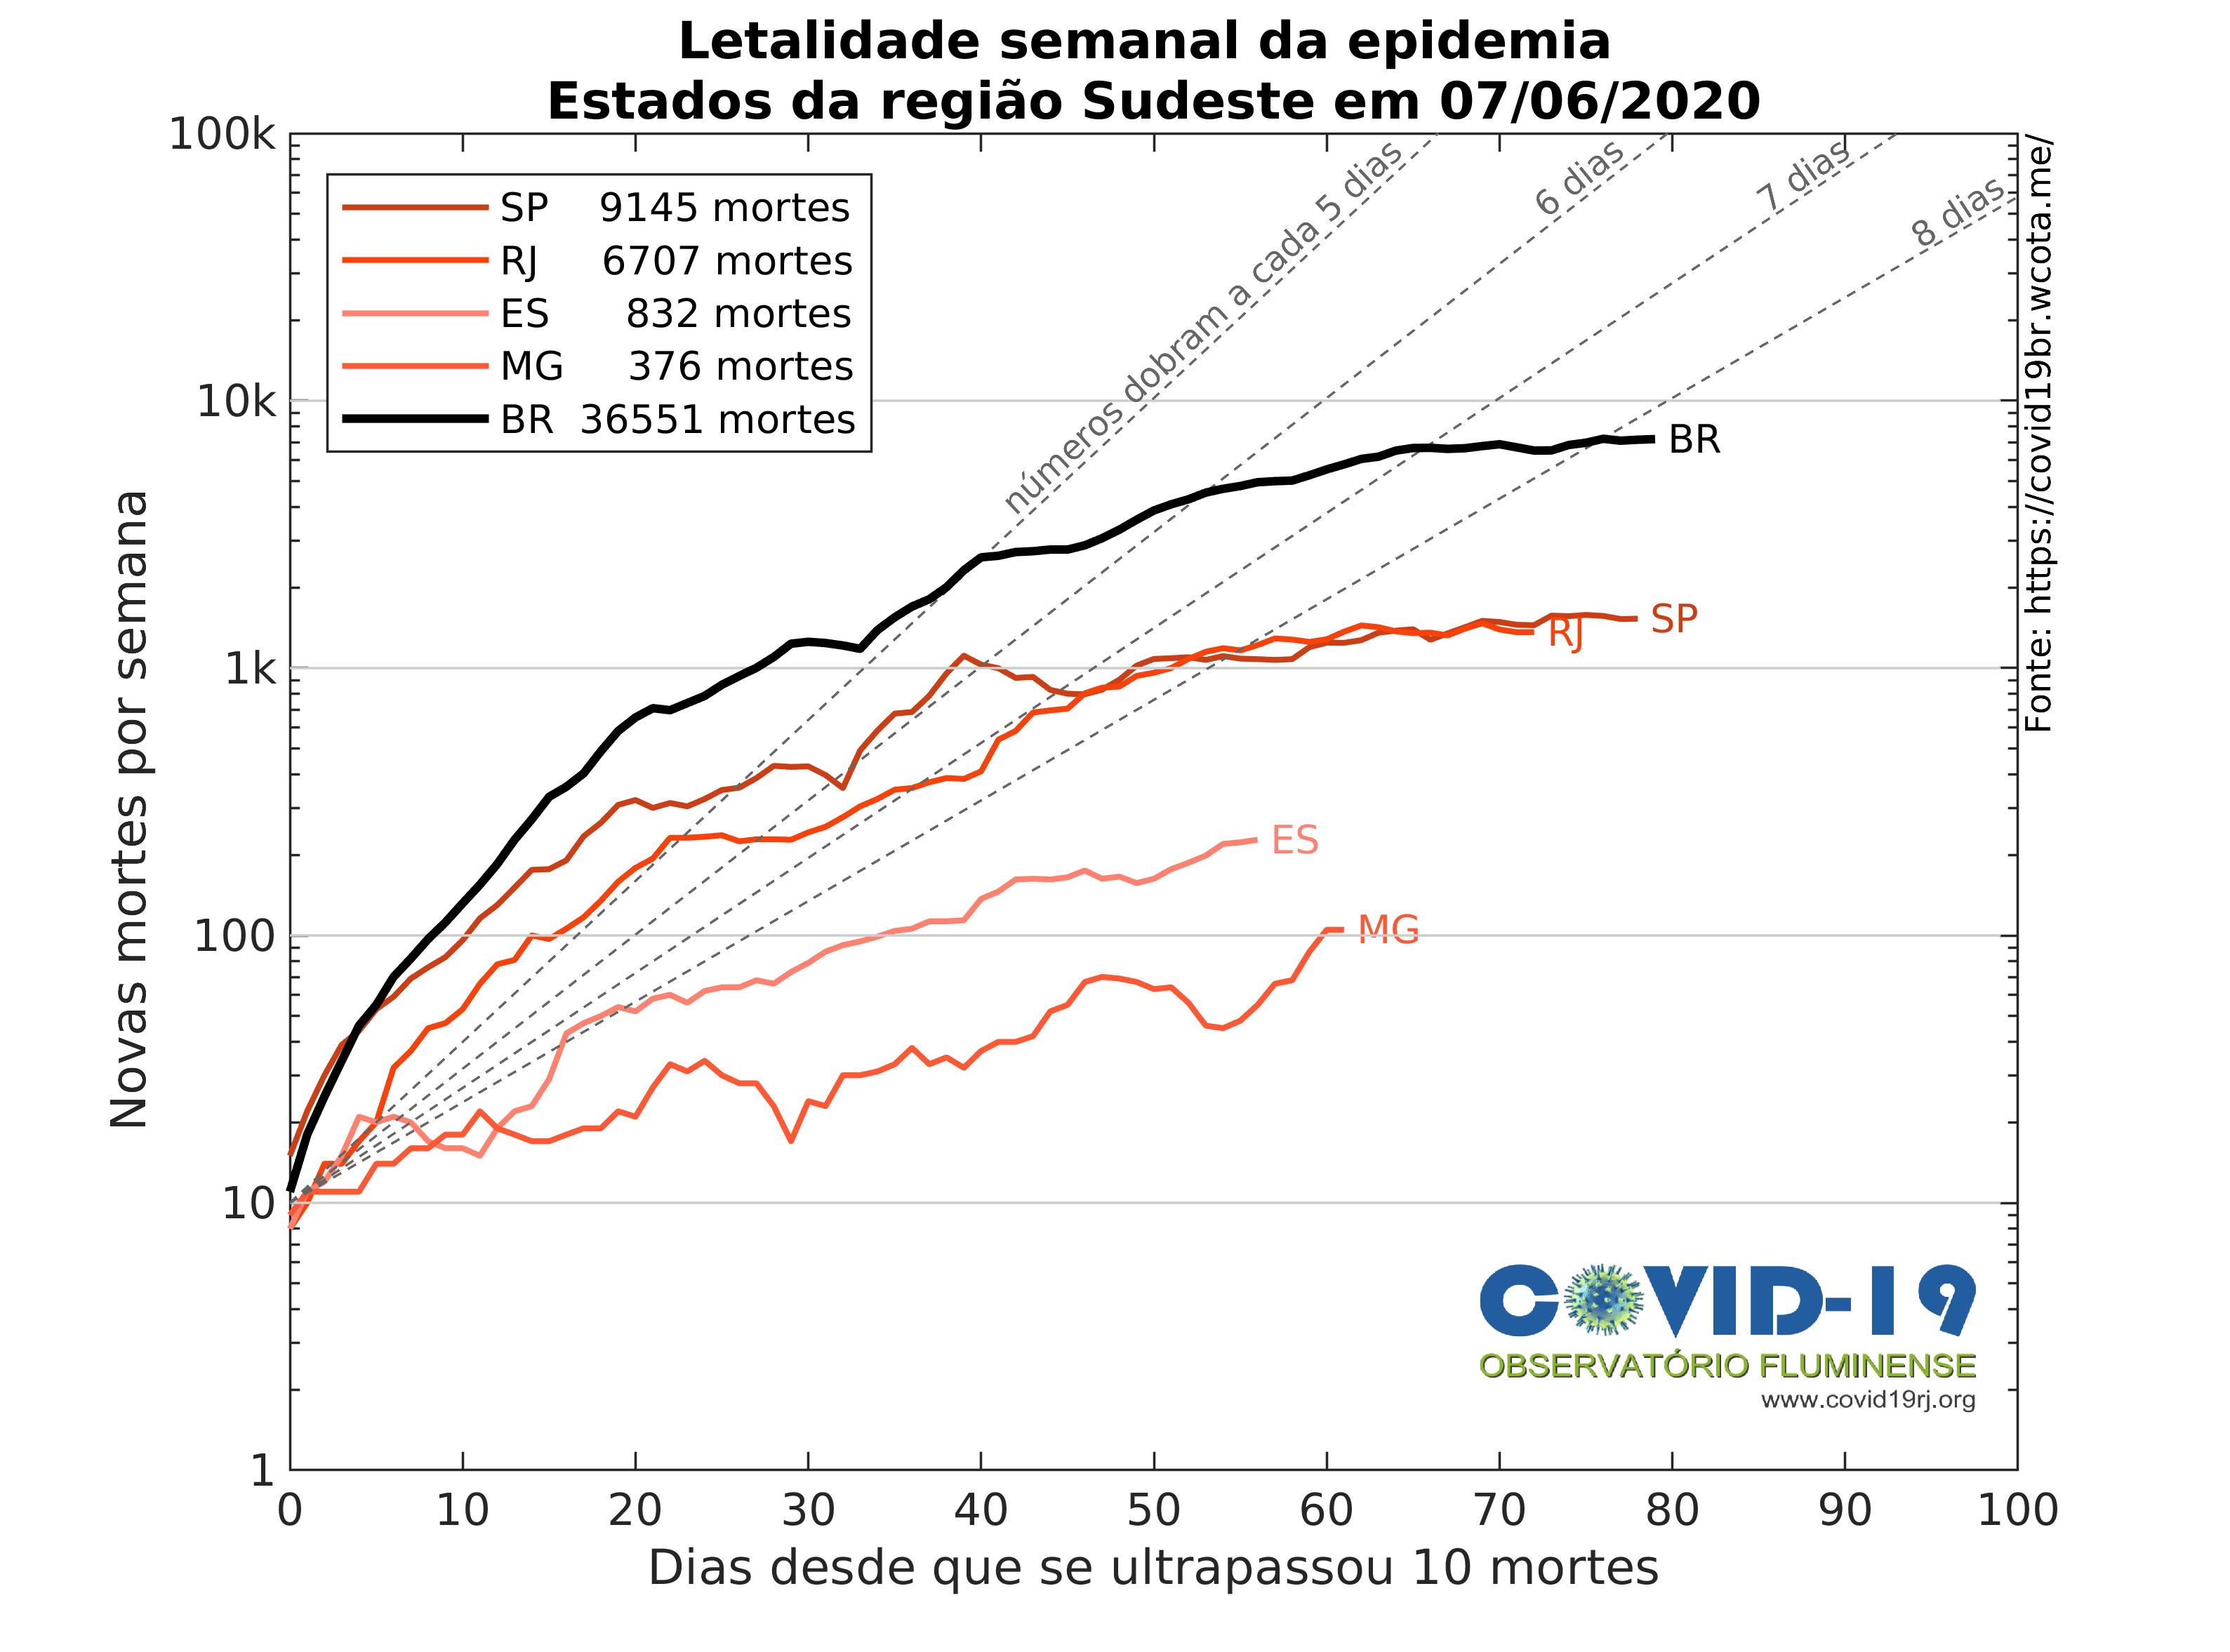 Letalidade semanal da epidemia
Estados da região Sudeste em 07/06/2020
100k
10k
1k
100
10
1
Novas mortes por semana
SP 9145 mortes
RJ 6707 mortes
ES 832 mortes
MG 376 mortes
BR 36551 mortes
números dobram a cada 5 dias
6 dias
7 dias
8 dias
BR
SP
RJ
ES
MG
Fonte: https://covid19br.wcota.me/
COVID-19
OBSERVATÓRIO FLUMINENSE
www.covid19rj.org
0 10 20 30 40 50 60 70 80 90 100
Dias desde que se ultrapassou 10 mortes